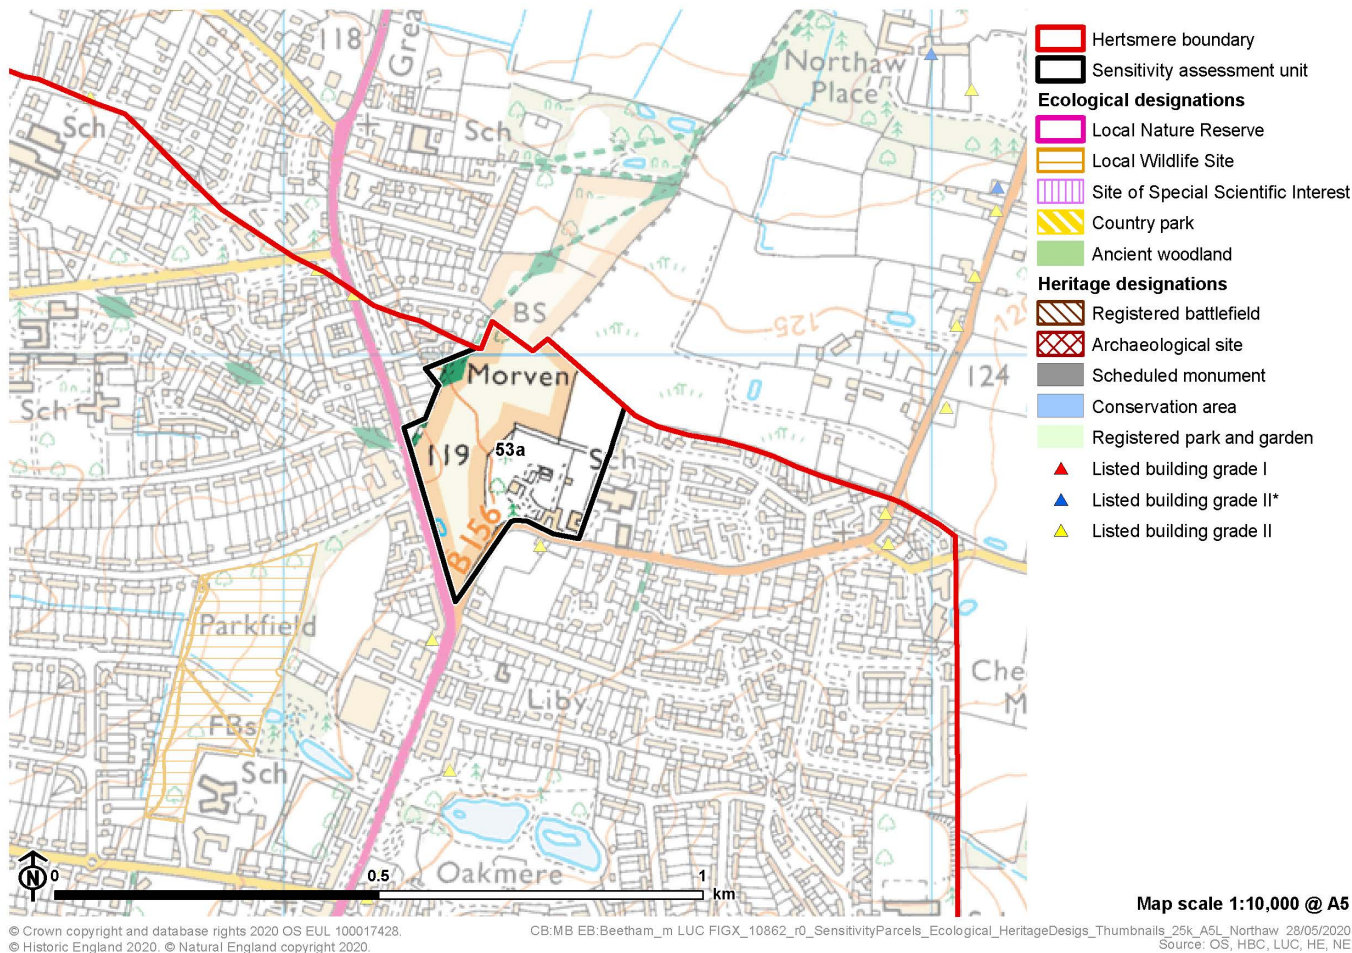 118
Grea
Sch
Sch
Northaw
Place
BS
125
124
Morven
119
53a
Sch
Sch
B 156
Parkfield
FBs
Sch
Liby
Che
M
Oakmere
N
0
0.5
1
km
Hertsmere boundary
Sensitivity assessment unit
Ecological designations
Local Nature Reserve
Local Wildlife Site
Site of Special Scientific Interest
Country park
Ancient woodland
Heritage designations
Registered battlefield
Archaeological site
Scheduled monument
Conservation area
Registered park and garden
Listed building grade I
Listed building grade II*
Listed building grade II
Map scale 1:10,000 @ A5
© Crown copyright and database rights 2020 OS EUL 100017428.
© Historic England 2020. © Natural England copyright 2020.
CB:MB EB:Beetham_m LUC FIGX_10862_r0_SensitivityParcels_Ecological_HeritageDesigs_Thumbnails_25k_A5L_Northaw 28/05/2020
Source: OS, HBC, LUC, HE, NE